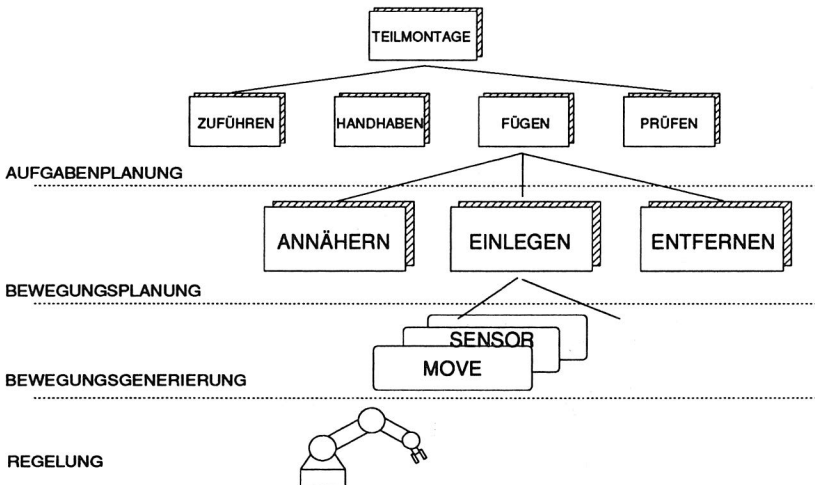 TEILMONTAGE
ZUFÜHREN
HANDHABEN
FÜGEN
PRÜFEN
AUFGABENPLANUNG
ANNÄHERN
EINLEGEN
ENTFERNEN
BEWEGUNGSPLANUNG
SENSOR
MOVE
BEWEGUNGSGENERIERUNG
REGELUNG